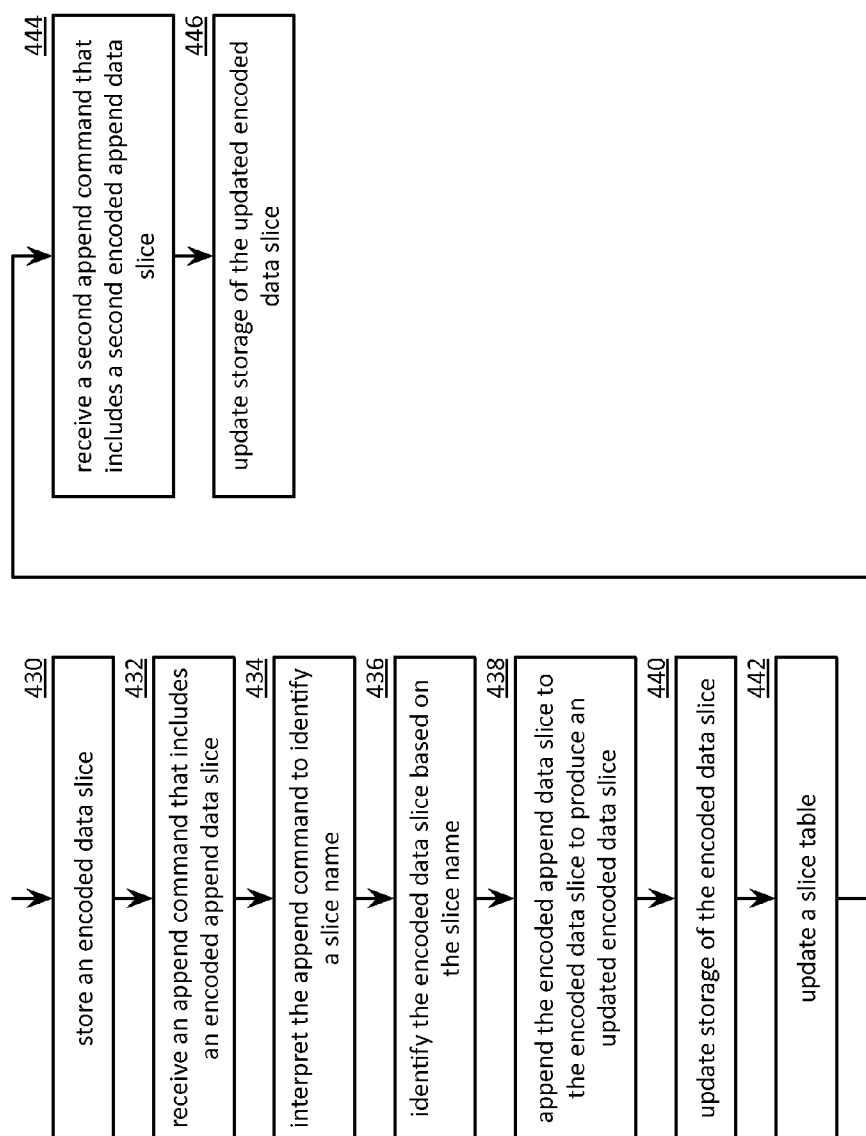 430
store an encoded data slice
432
receive an append command that includes
an encoded append data slice
434
interpret the append command to identify
a slice name
436
identify the encoded data slice based on
the slice name
438
append the encoded append data slice to
the encoded data slice to produce an
updated encoded data slice
440
update storage of the encoded data slice
442
update a slice table
444
receive a second append command that
includes a second encoded append data
slice
446
update storage of the updated encoded
data slice